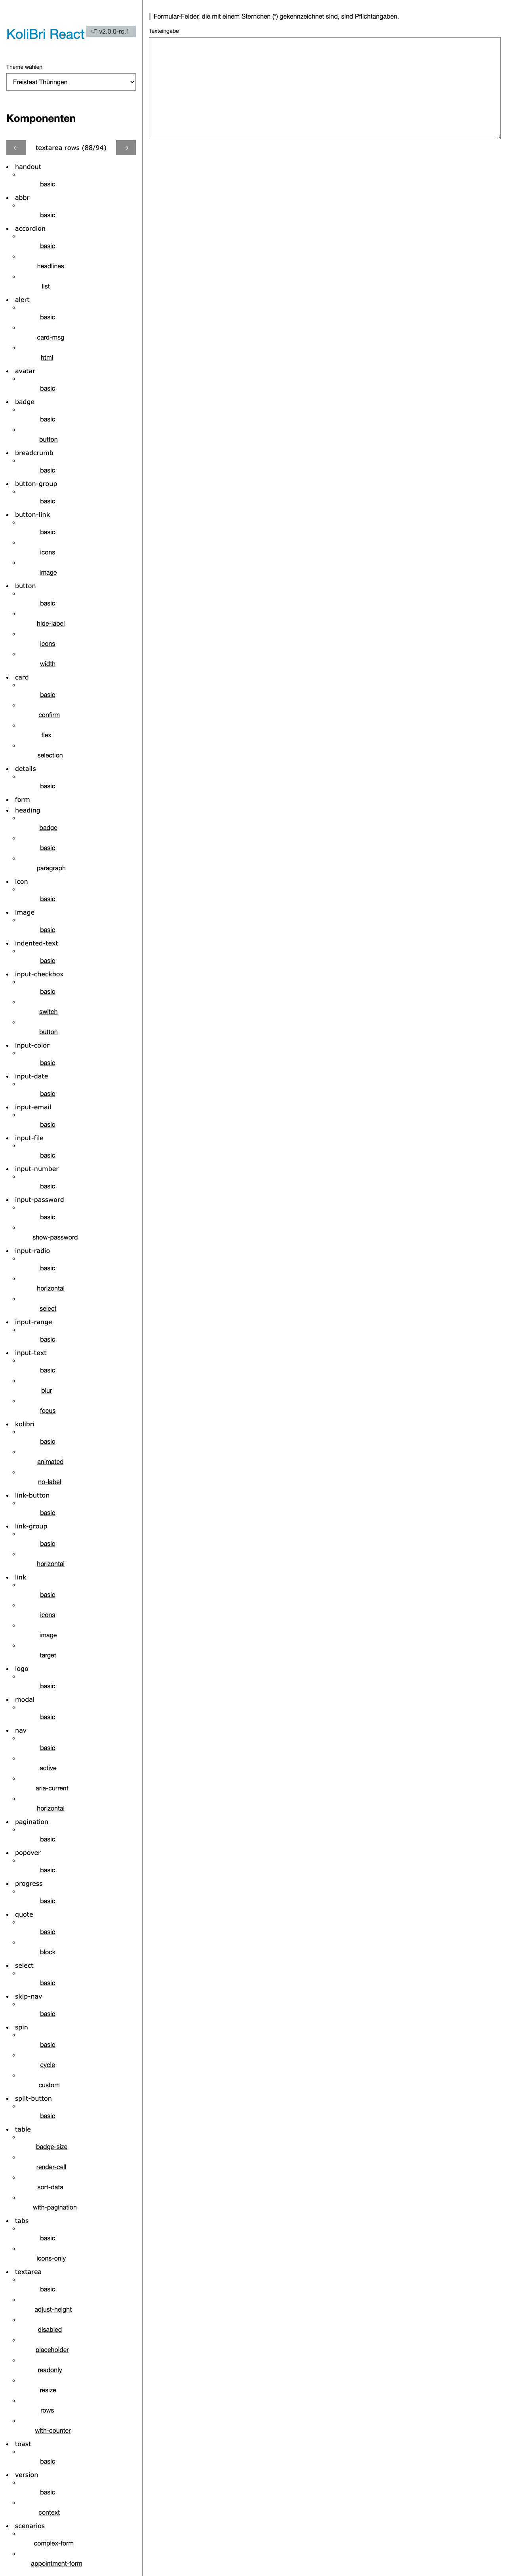 KoliBri React
v2.0.0-rc.1
Theme wählen
Freistaat Thüringen
Komponenten
← textarea rows (88/94) →
handout
basic
abbr
basic
accordion
basic
headlines
list
alert
basic
card-msg
html
avatar
basic
badge
basic
button
breadcrumb
basic
button-group
basic
button-link
basic
icons
image
button
basic
hide-label
icons
width
card
basic
confirm
flex
selection
details
basic
form
heading
badge
basic
paragraph
icon
basic
image
basic
indented-text
basic
input-checkbox
basic
switch
button
input-color
basic
input-date
basic
input-email
basic
input-file
basic
input-number
basic
input-password
basic
show-password
input-radio
basic
horizontal
select
input-range
basic
input-text
basic
blur
focus
kolibri
basic
animated
no-label
link-button
basic
link-group
basic
horizontal
link
basic
icons
image
target
logo
basic
modal
basic
nav
basic
active
aria-current
horizontal
pagination
basic
popover
basic
progress
basic
quote
basic
block
select
basic
skip-nav
basic
spin
basic
cycle
custom
split-button
basic
table
badge-size
render-cell
sort-data
with-pagination
tabs
basic
icons-only
textarea
basic
adjust-height
disabled
placeholder
readonly
resize
rows
with-counter
toast
basic
version
basic
context
scenarios
complex-form
appointment-form
Formular-Felder, die mit einem Sternchen (*) gekennzeichnet sind, sind Pflichtangaben.
Texteingabe